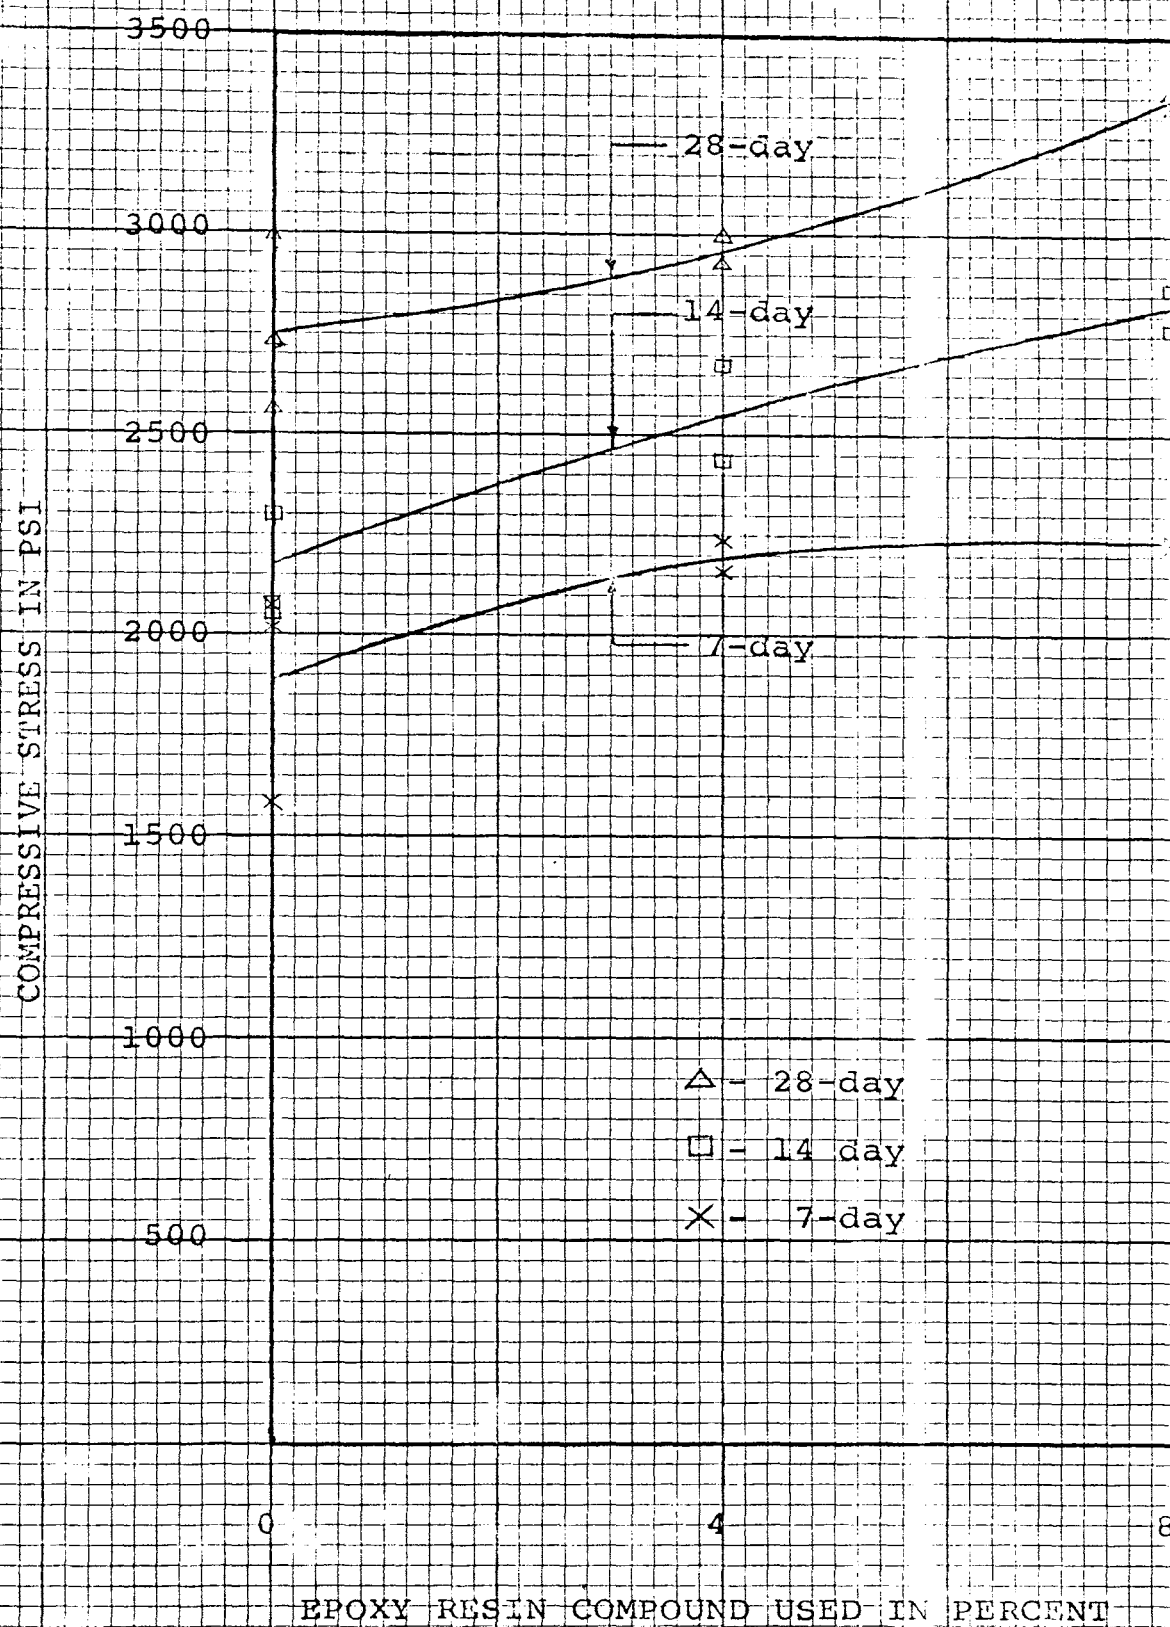 3500
28-day
3000
14-day
2500
COMPRESSIVE STRESS IN PSI
2000
7-day
1500
1000
△ - 28-day
□ - 14 day
500
× - 7-day
0 4 8
EPOXY RESIN COMPOUND USED IN PERCENT